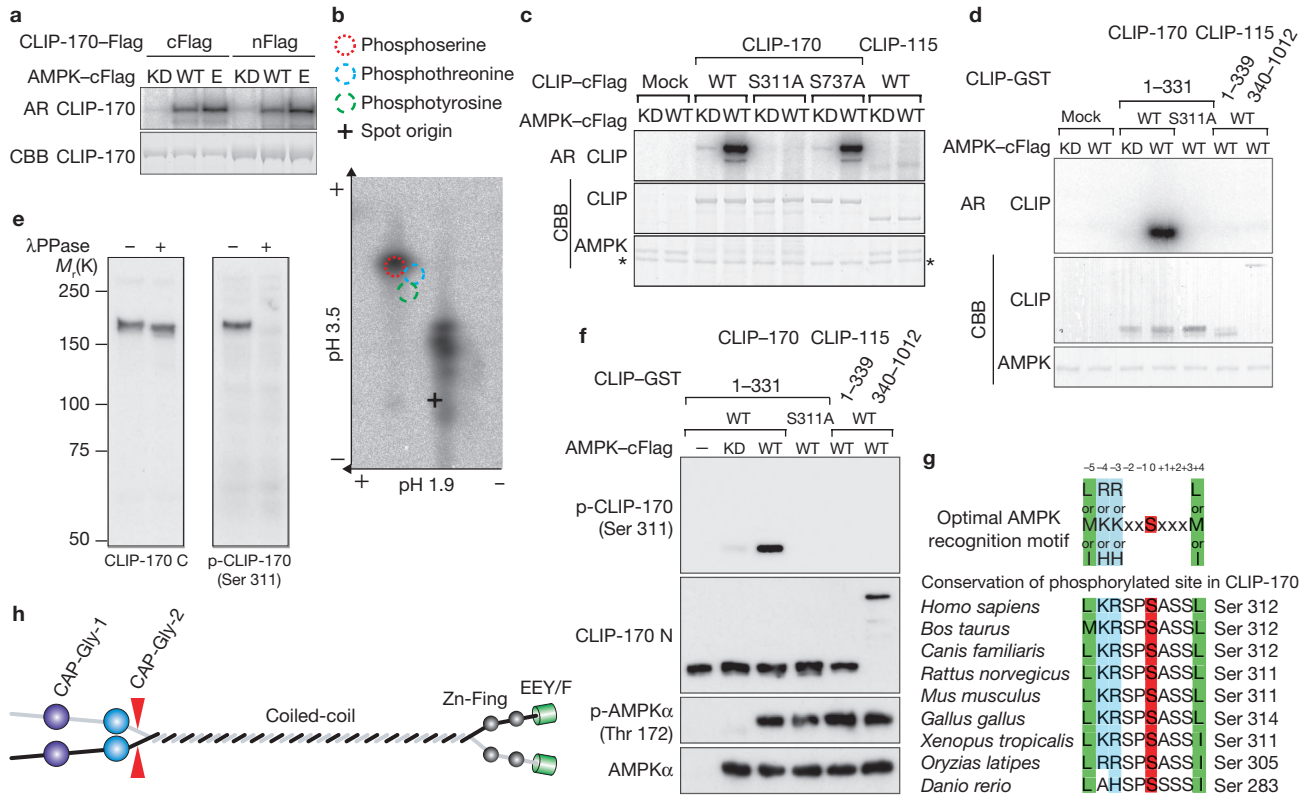 a
CLIP-170–Flag cFlag nFlag
AMPK–cFlag KD WT E KD WT E
AR CLIP-170
CBB CLIP-170
b
Phosphoserine
Phosphothreonine
Phosphotyrosine
+ Spot origin
+
pH 3.5
–
+ pH 1.9 –
c
CLIP-170 CLIP-115
CLIP–cFlag Mock WT S311A S737A WT
AMPK–cFlag KD WT KD WT KD WT KD WT KD WT
AR CLIP
CBB
CLIP
AMPK
* *
d
CLIP-170 CLIP-115
CLIP-GST 1–331 1–339 340–1012
Mock WT S311A WT
AMPK–cFlag KD WT KD WT WT WT WT
AR CLIP
CBB
CLIP
AMPK
e
λPPase – + – +
Mr(K)
250
150
100
75
50
CLIP-170 C p-CLIP-170
(Ser 311)
f
CLIP–170 CLIP-115
CLIP–GST 1–331 1–339 340–1012
WT S311A WT
AMPK–cFlag – KD WT WT WT WT
p-CLIP-170
(Ser 311)
CLIP-170 N
p-AMPKα
(Thr 172)
AMPKα
g
–5 –4 –3 –2 –1 0 +1 +2 +3 +4
L RR L
or or or or
Optimal AMPK recognition motif MKKxxSxxxM
or or or or
I HH I
Conservation of phosphorylated site in CLIP-170
Homo sapiens LKRSPSASSL Ser 312
Bos taurus MKRSPSASSL Ser 312
Canis familiaris LKRSPSASSL Ser 312
Rattus norvegicus LKRSPSASSL Ser 311
Mus musculus LKRSPSASSL Ser 311
Gallus gallus LKRSPSASSL Ser 314
Xenopus tropicalis LKRSPSASSI Ser 311
Oryzias latipes LRRSPSASSI Ser 305
Danio rerio LAHSPSSSSI Ser 283
h
CAP-Gly-1
CAP-Gly-2
Coiled-coil
Zn-Fing
EEY/F